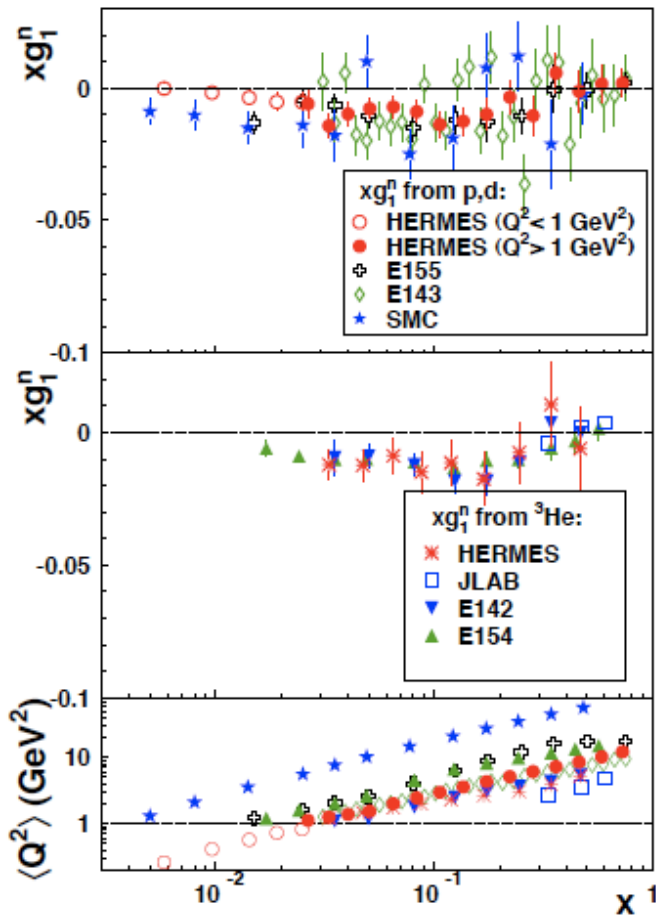 xg₁ⁿ
0
-0.05
-0.1
xg₁ⁿ from p,d:
HERMES (Q²< 1 GeV²)
HERMES (Q²> 1 GeV²)
E155
E143
SMC
xg₁ⁿ
0
-0.05
-0.1
xg₁ⁿ from ³He:
HERMES
JLAB
E142
E154
⟨Q²⟩ (GeV²)
10
1
10⁻²
10⁻¹
1
x